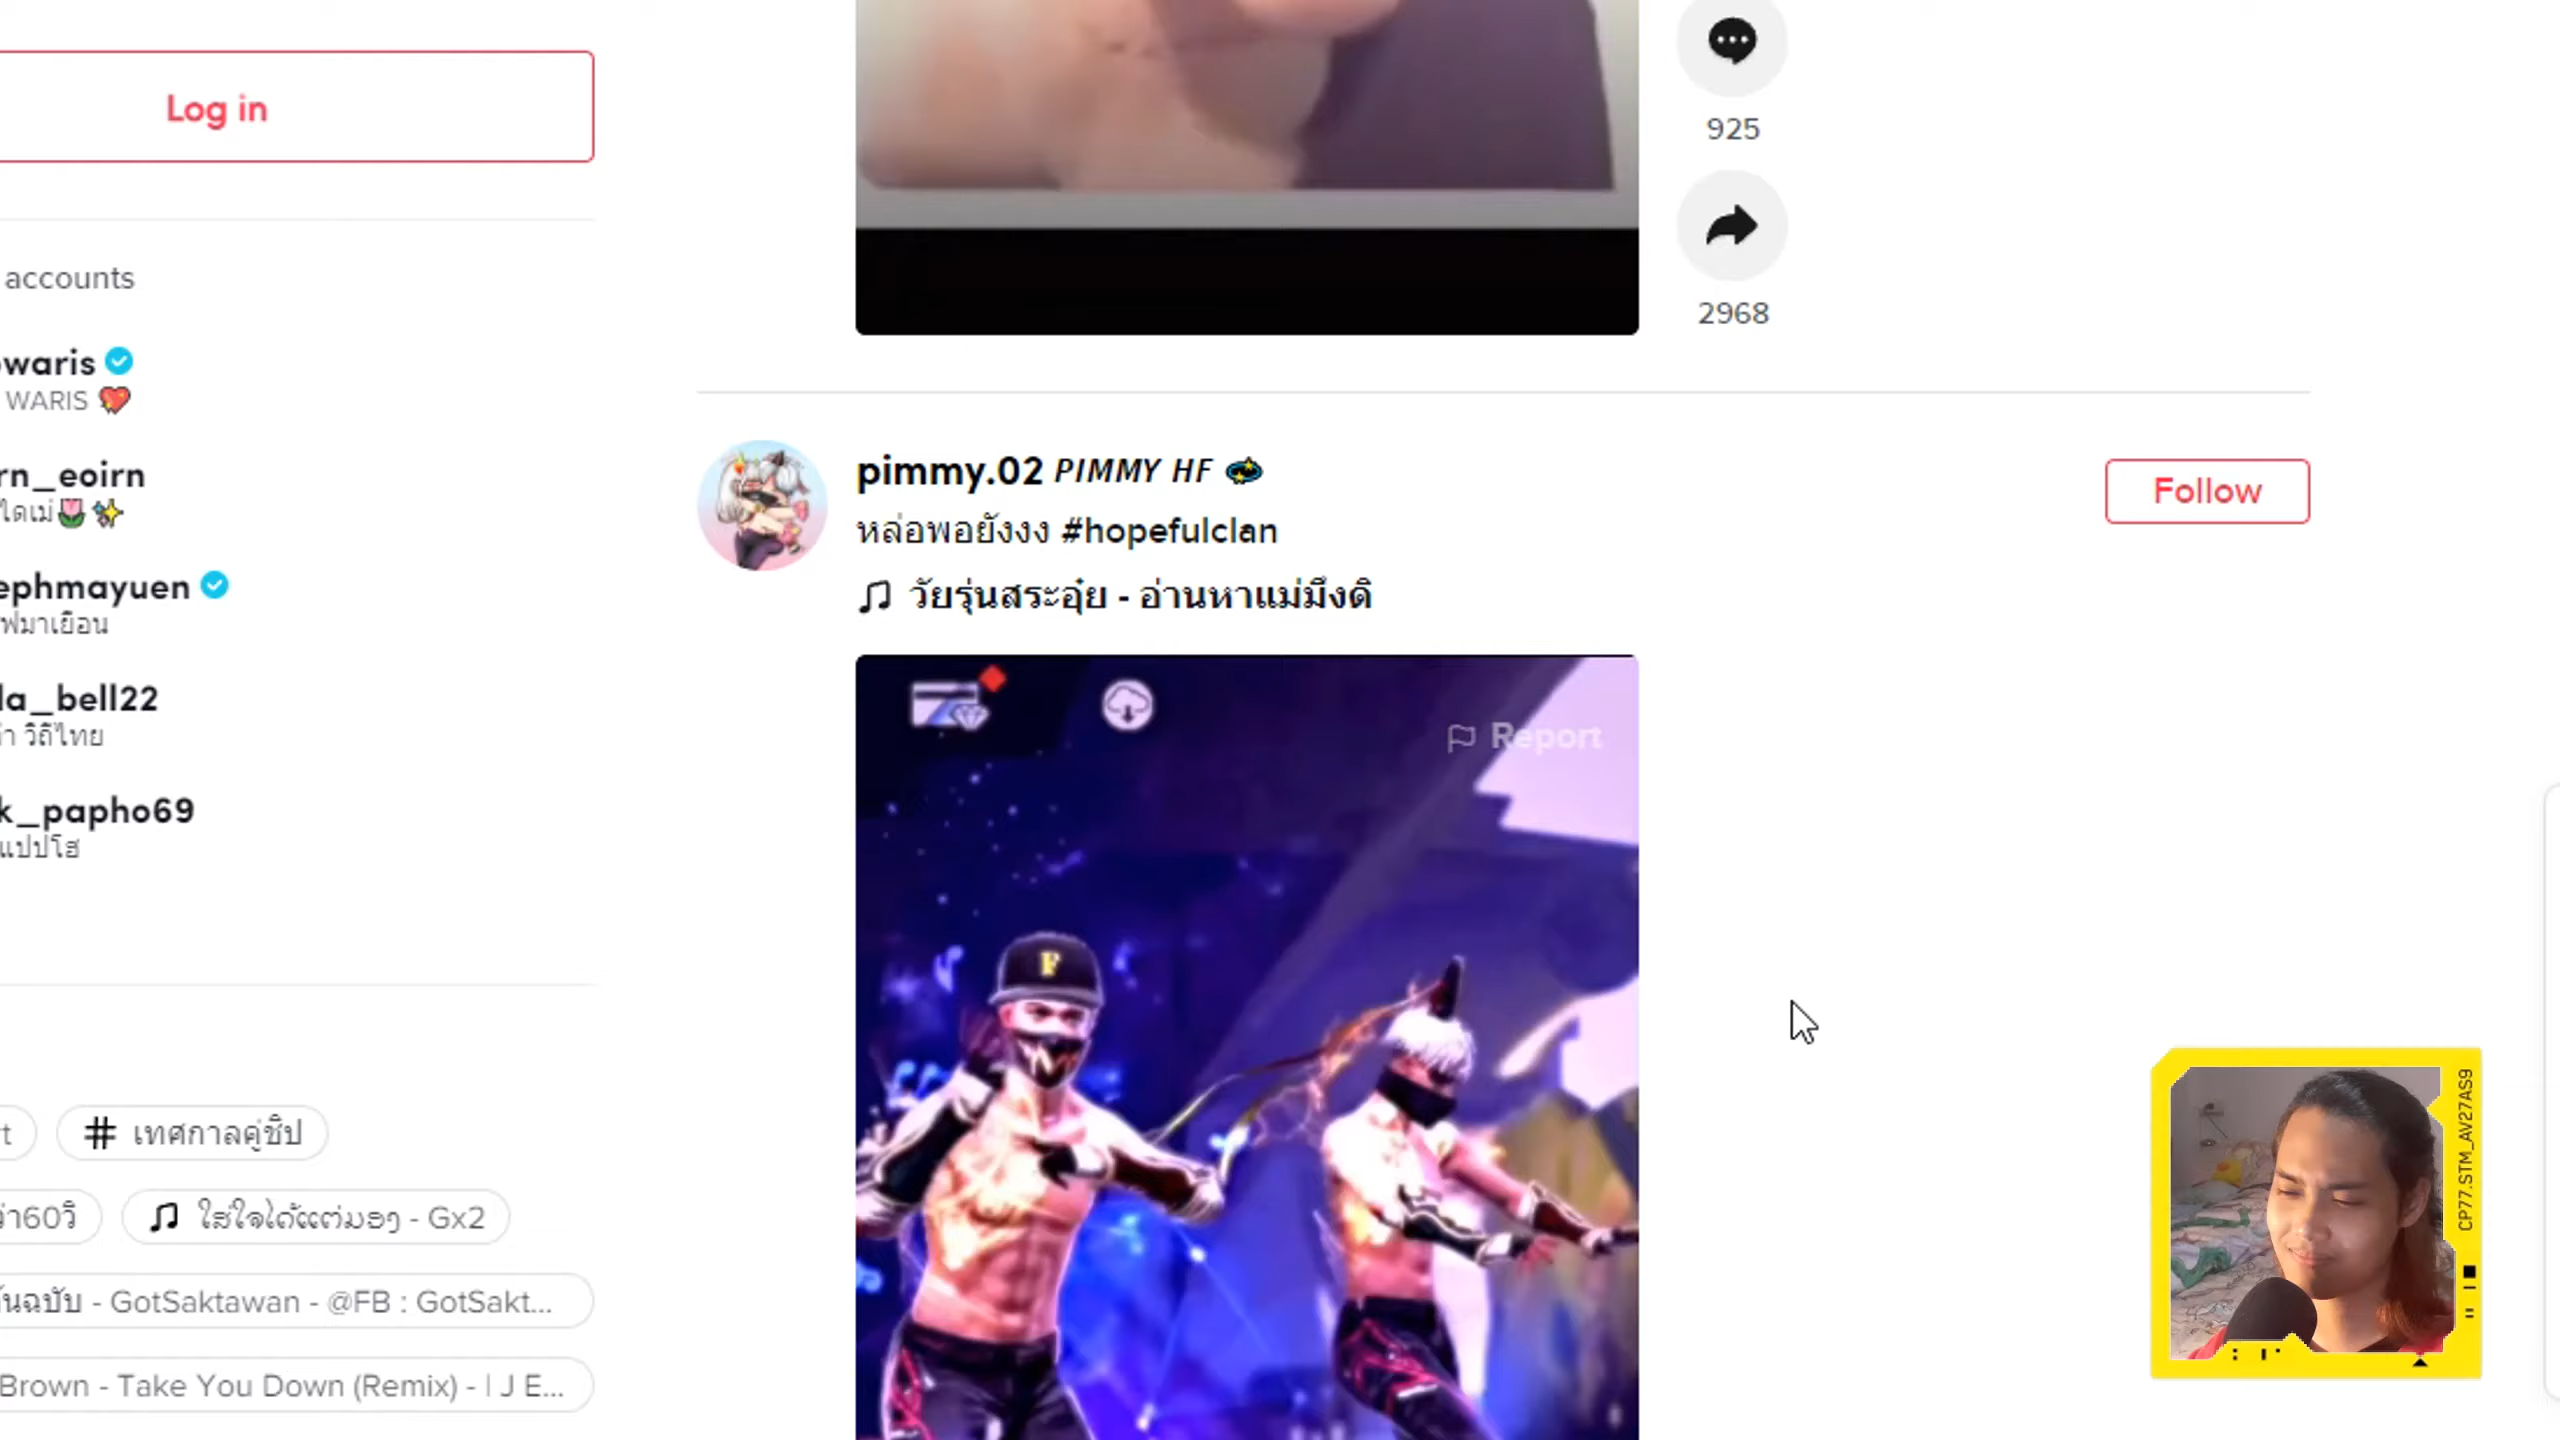 Log in
925
2968
accounts
waris
WARIS
rn_eoirn
ไดเม่
ephmayuen
ฟมาเยือน
la_bell22
วิถีไทย
k_papho69
แปปโฮ
pimmy.02 PIMMY HF
Follow
หล่อพอยังงง #hopefulclan
วัยรุ่นสระอุ๋ย - อ่านหาแม่มึงดิ
Report
F
# เทศกาลคู่ชิป
ว่า60วิ
ใส่ใจได้แต่มอง - Gx2
นฉบับ - GotSaktawan - @FB : GotSakt...
Brown - Take You Down (Remix) - I J E...
CP77.STM_AV27AS9